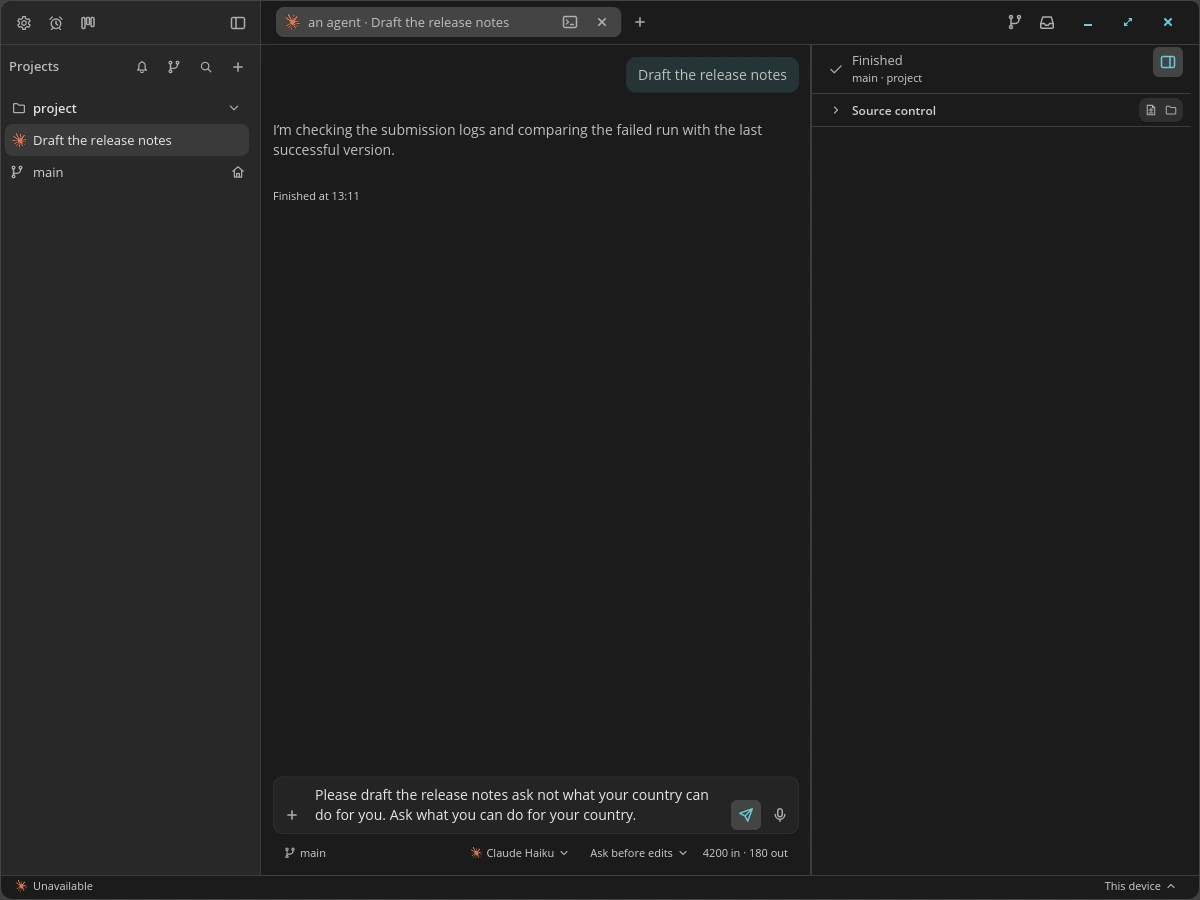 an agent · Draft the release notes
Projects
project
Draft the release notes
main
Draft the release notes
I'm checking the submission logs and comparing the failed run with the last
successful version.
Finished at 13:11
Finished
main · project
Source control
Please draft the release notes ask not what your country can
do for you. Ask what you can do for your country.
main
Claude Haiku
Ask before edits
4200 in · 180 out
Unavailable
This device